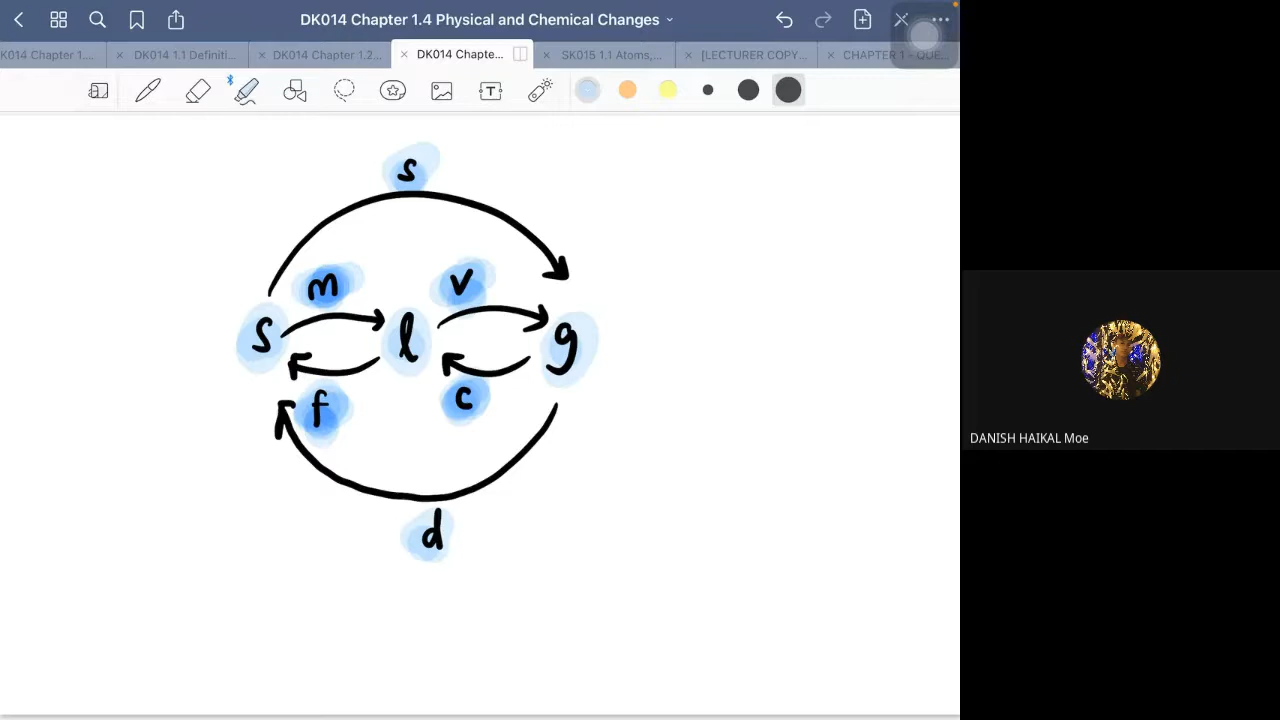 DK014 Chapter 1.4 Physical and Chemical Changes
K014 Chapter 1....
DK014 1.1 Definiti...
DK014 Chapter 1.2...
DK014 Chapte...
SK015 1.1 Atoms,...
[LECTURER COPY...
CHAPTER 1 - QUE...
T
s
m
v
s
l
g
f
c
d
DANISH HAIKAL Moe